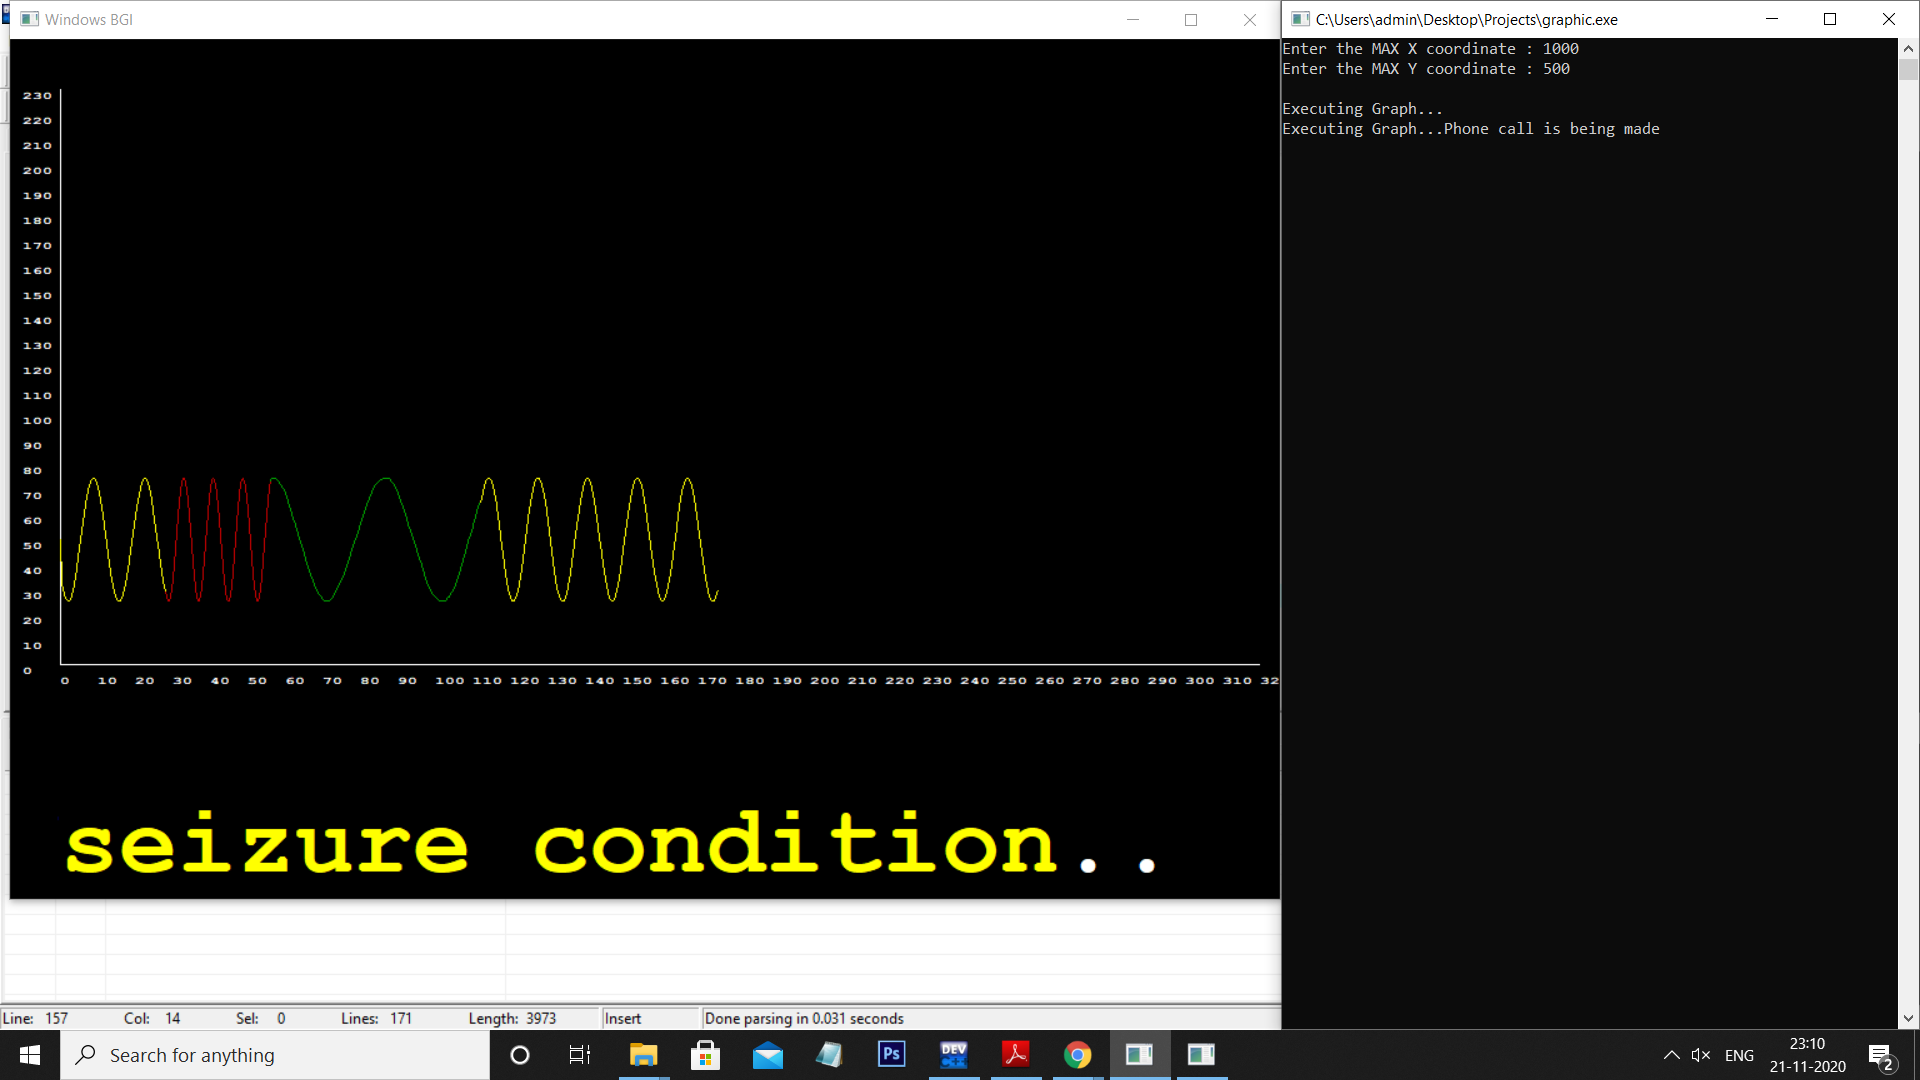 Windows BGI
230
220
210
200
190
180
170
160
150
140
130
120
110
100
90
80
70
60
50
40
30
20
10
0
0 10 20 30 40 50 60 70 80 90 100 110 120 130 140 150 160 170 180 190 200 210 220 230 240 250 260 270 280 290 300 310 32
seizure condition..
C:\Users\admin\Desktop\Projects\graphic.exe
Enter the MAX X coordinate : 1000
Enter the MAX Y coordinate : 500
Executing Graph...
Executing Graph...Phone call is being made
Line: 157 Col: 14 Sel: 0 Lines: 171 Length: 3973 Insert Done parsing in 0.031 seconds
Search for anything
Ps
DEV
C++
ENG
23:10
21-11-2020
2